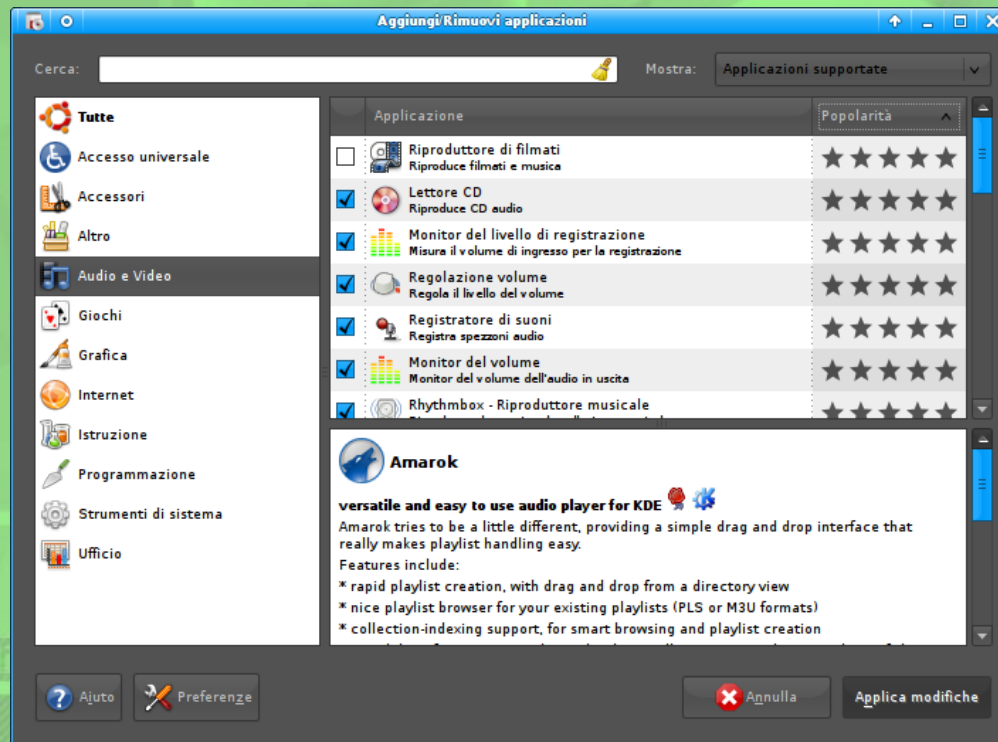 Aggiungi/Rimuovi applicazioni
Cerca:
Mostra:
Applicazioni supportate
Tutte
Accesso universale
Accessori
Altro
Audio e Video
Giochi
Grafica
Internet
Istruzione
Programmazione
Strumenti di sistema
Ufficio
Applicazione
Popolarità
Riproduttore di filmati
Riproduce filmati e musica
Lettore CD
Riproduce CD audio
Monitor del livello di registrazione
Misura il volume di ingresso per la registrazione
Regolazione volume
Regola il livello del volume
Registratore di suoni
Registra spezzoni audio
Monitor del volume
Monitor del volume dell'audio in uscita
Rhythmbox - Riproduttore musicale
Amarok
versatile and easy to use audio player for KDE
Amarok tries to be a little different, providing a simple drag and drop interface that
really makes playlist handling easy.
Features include:
* rapid playlist creation, with drag and drop from a directory view
* nice playlist browser for your existing playlists (PLS or M3U formats)
* collection-indexing support, for smart browsing and playlist creation
Aiuto
Preferenze
Annulla
Applica modifiche